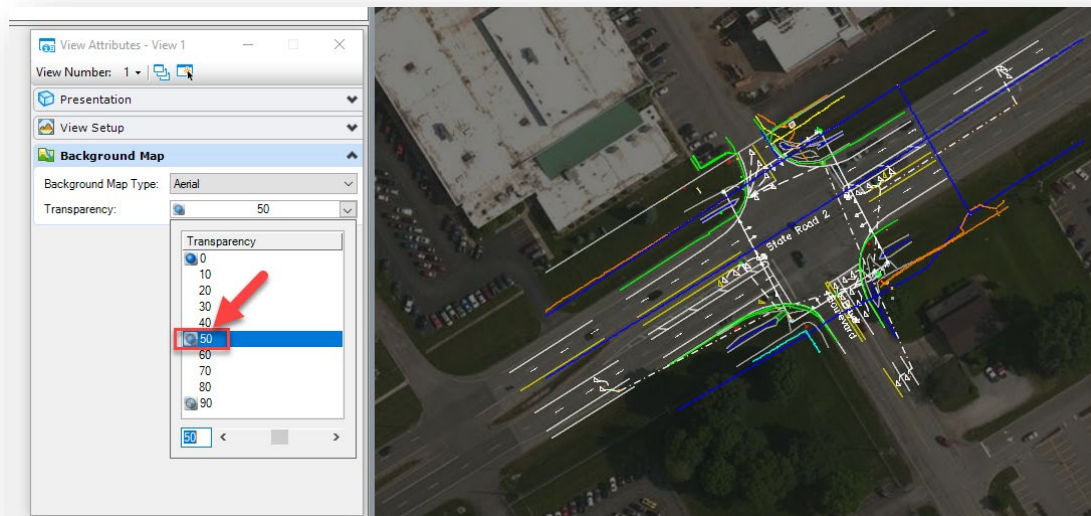 View Attributes - View 1
View Number: 1
Presentation
View Setup
Background Map
Background Map Type: Aerial
Transparency: 50
Transparency
0
10
20
30
40
50
60
70
80
90
50
State Road 2
Boulevard